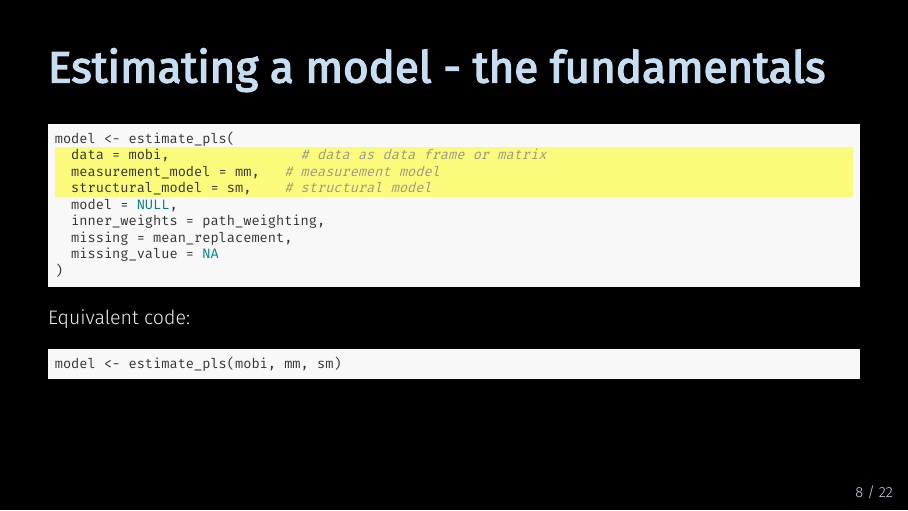 Estimating a model - the fundamentals
model <- estimate_pls(
  data = mobi,                # data as data frame or matrix
  measurement_model = mm,   # measurement model
  structural_model = sm,    # structural model
  model = NULL,
  inner_weights = path_weighting,
  missing = mean_replacement,
  missing_value = NA
)
Equivalent code:
model <- estimate_pls(mobi, mm, sm)
8 / 22